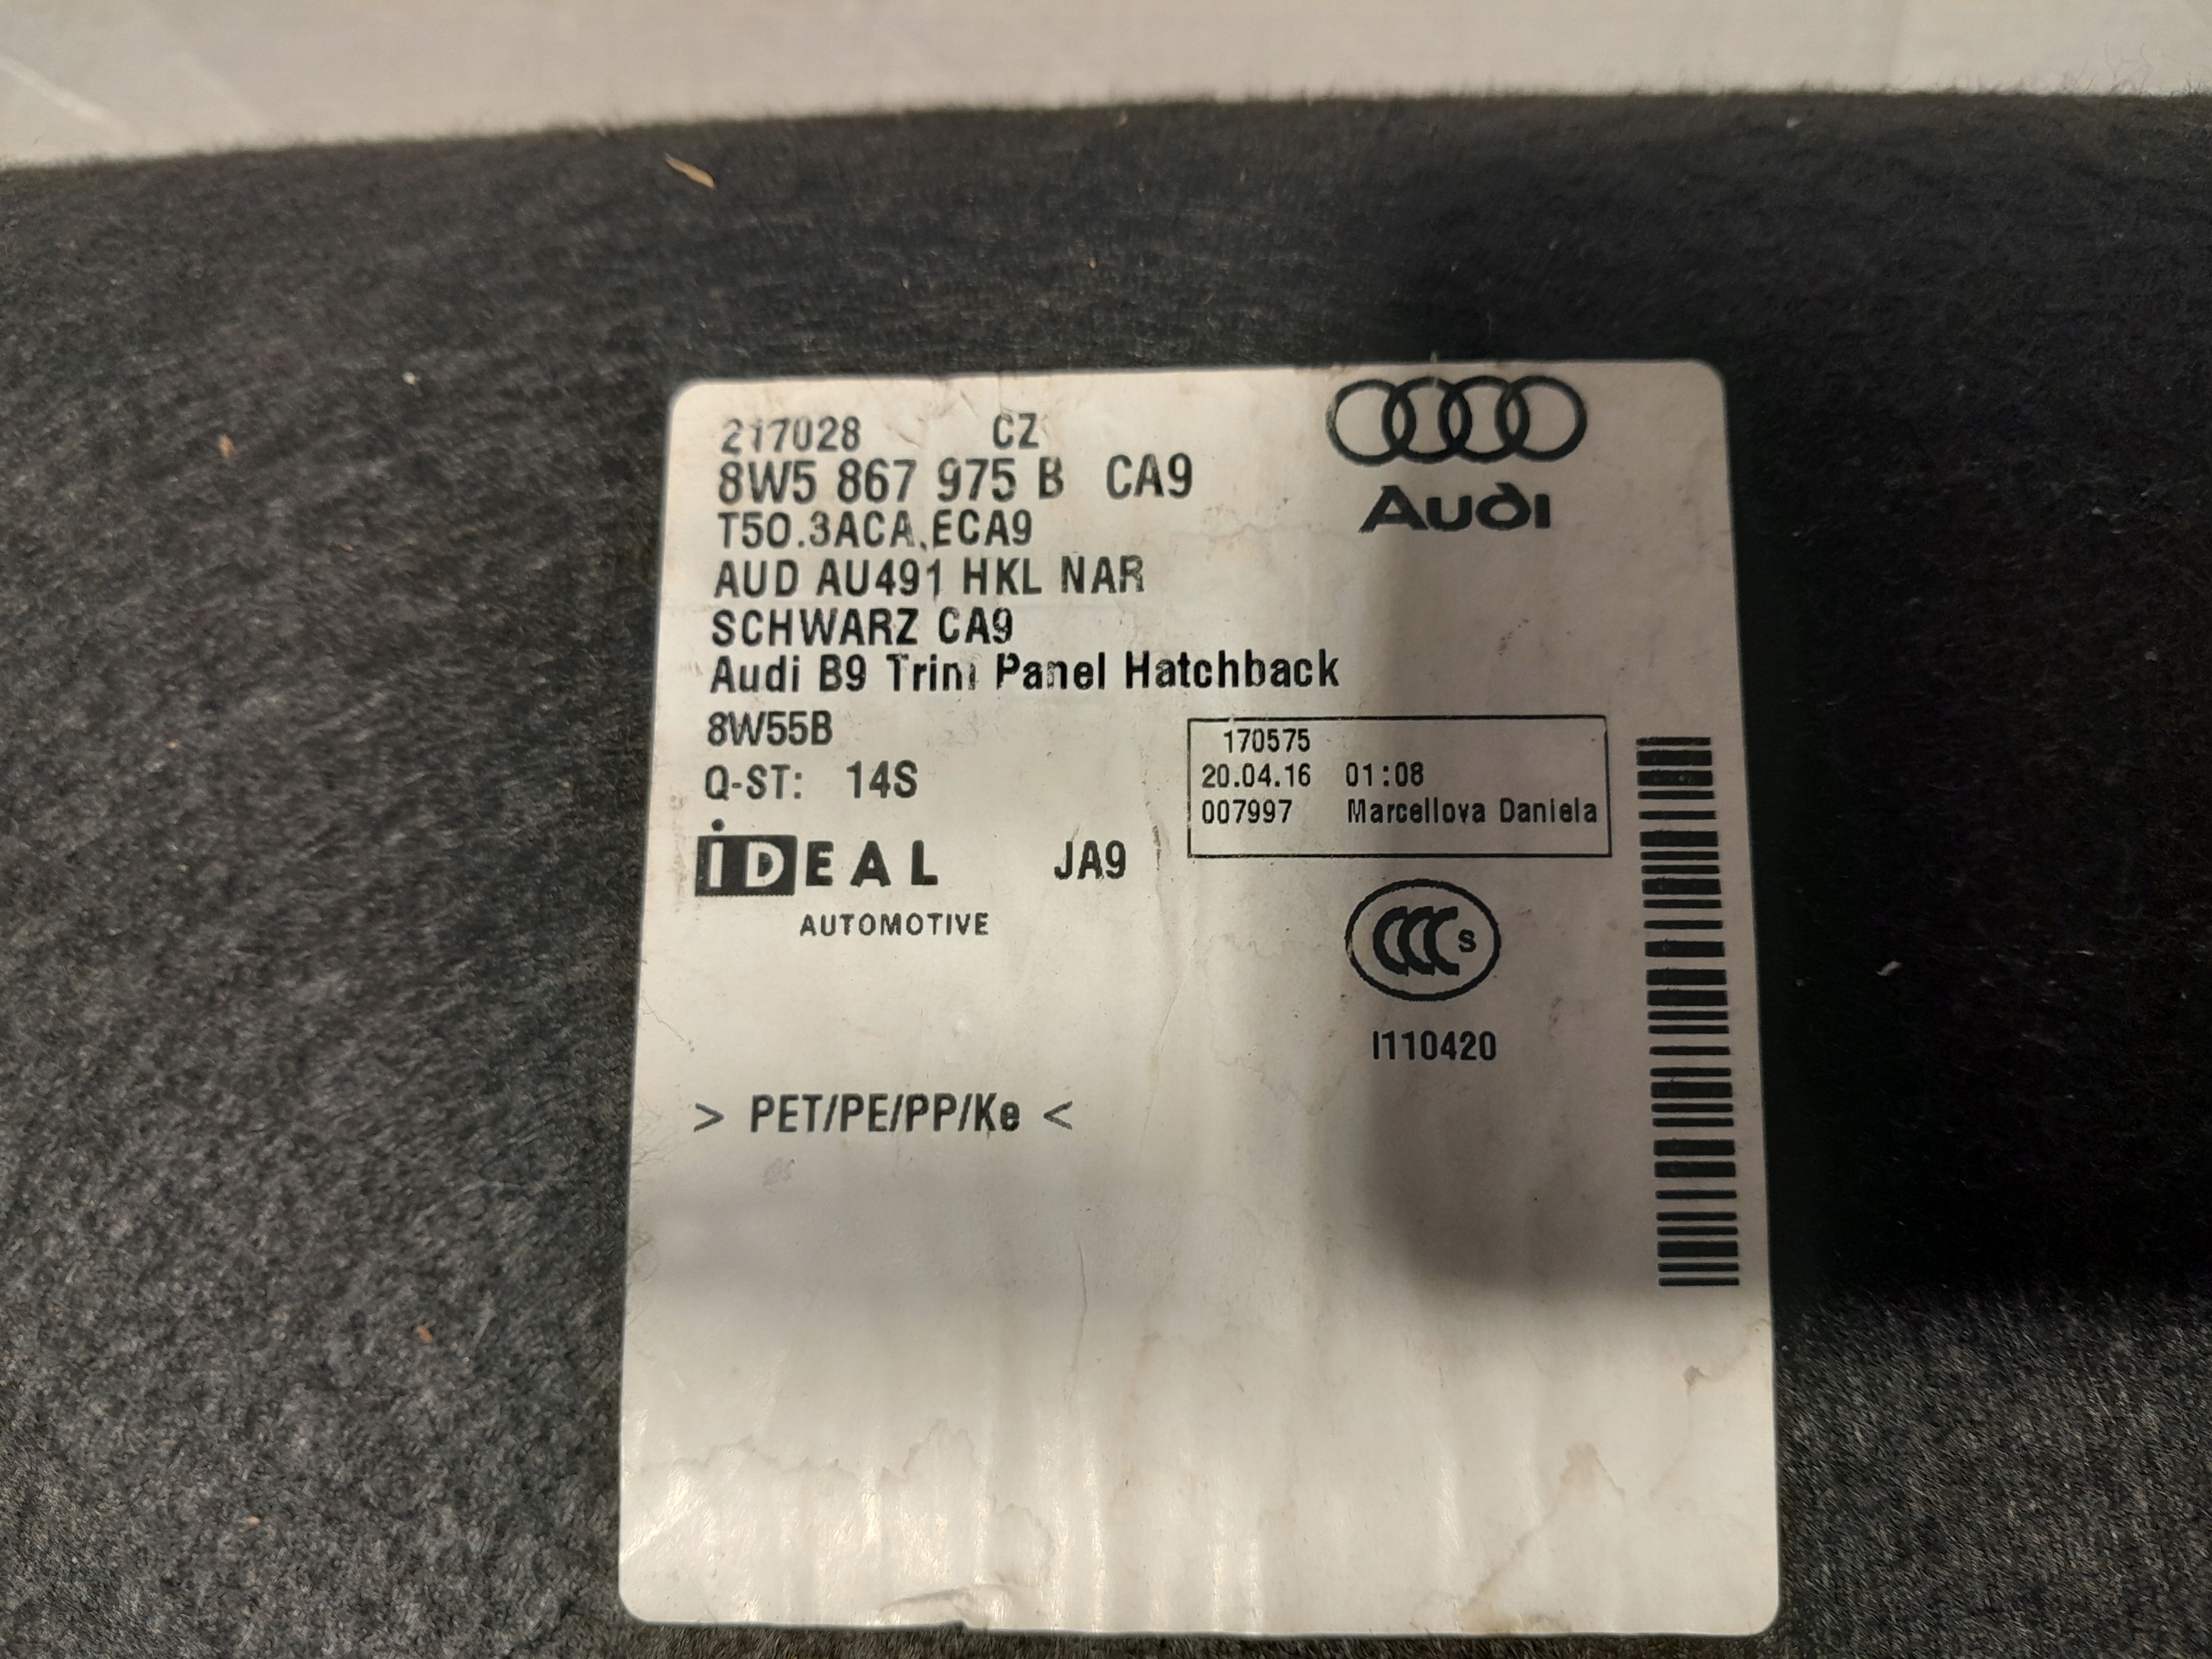 217028 CZ
8W5 867 975 B CA9
T50.3ACA.ECA9
AUD AU491 HKL NAR
SCHWARZ CA9
Audi B9 Trim Panel Hatchback
8W55B
Q-ST: 14S
iDEAL JA9
AUTOMOTIVE
> PET/PE/PP/Ke <
Audi
170575
20.04.16 01:08
007997 Marcellova Daniela
CCC S
I110420